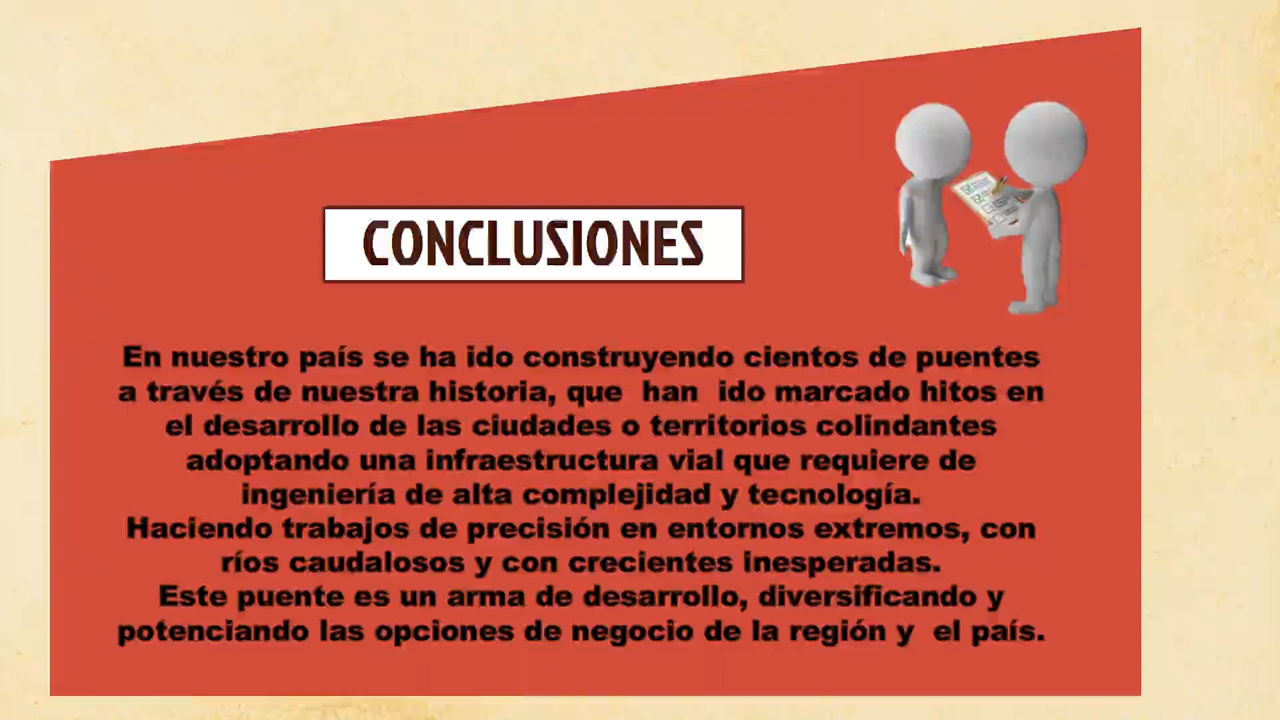 CONCLUSIONES
En nuestro país se ha ido construyendo cientos de puentes
a través de nuestra historia, que han ido marcado hitos en
el desarrollo de las ciudades o territorios colindantes
adoptando una infraestructura vial que requiere de
ingeniería de alta complejidad y tecnología.
Haciendo trabajos de precisión en entornos extremos, con
ríos caudalosos y con crecientes inesperadas.
Este puente es un arma de desarrollo, diversificando y
potenciando las opciones de negocio de la región y el país.